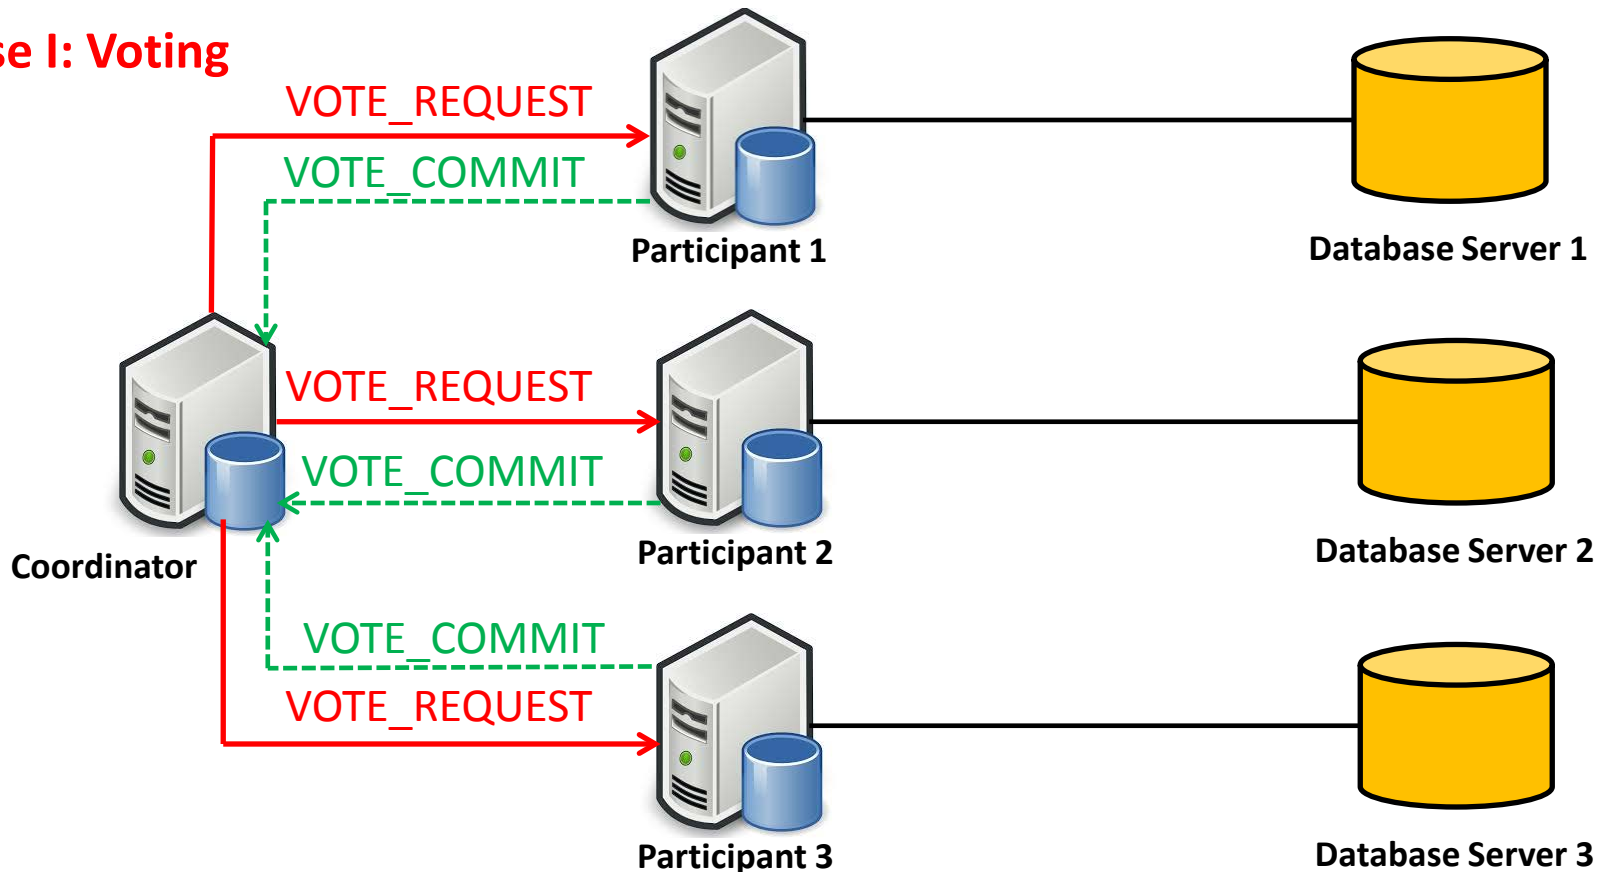 se I: Voting
VOTE_REQUEST
VOTE_COMMIT
Participant 1
Database Server 1
VOTE_REQUEST
VOTE_COMMIT
Coordinator
Participant 2
Database Server 2
VOTE_COMMIT
VOTE_REQUEST
Participant 3
Database Server 3